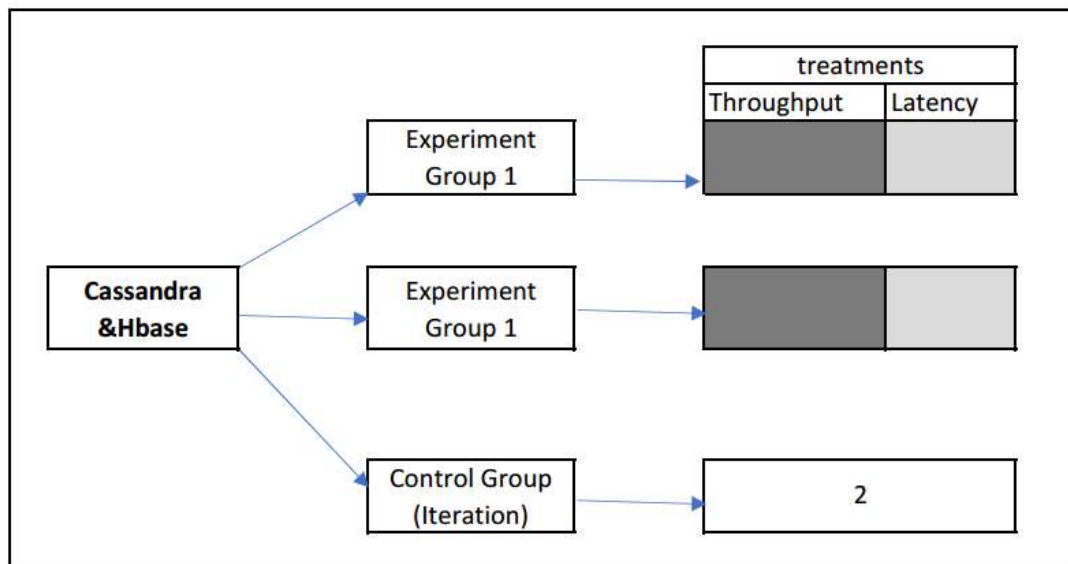 treatments
Throughput Latency
Experiment
Group 1
Cassandra
&Hbase
Experiment
Group 1
Control Group
(Iteration)
2